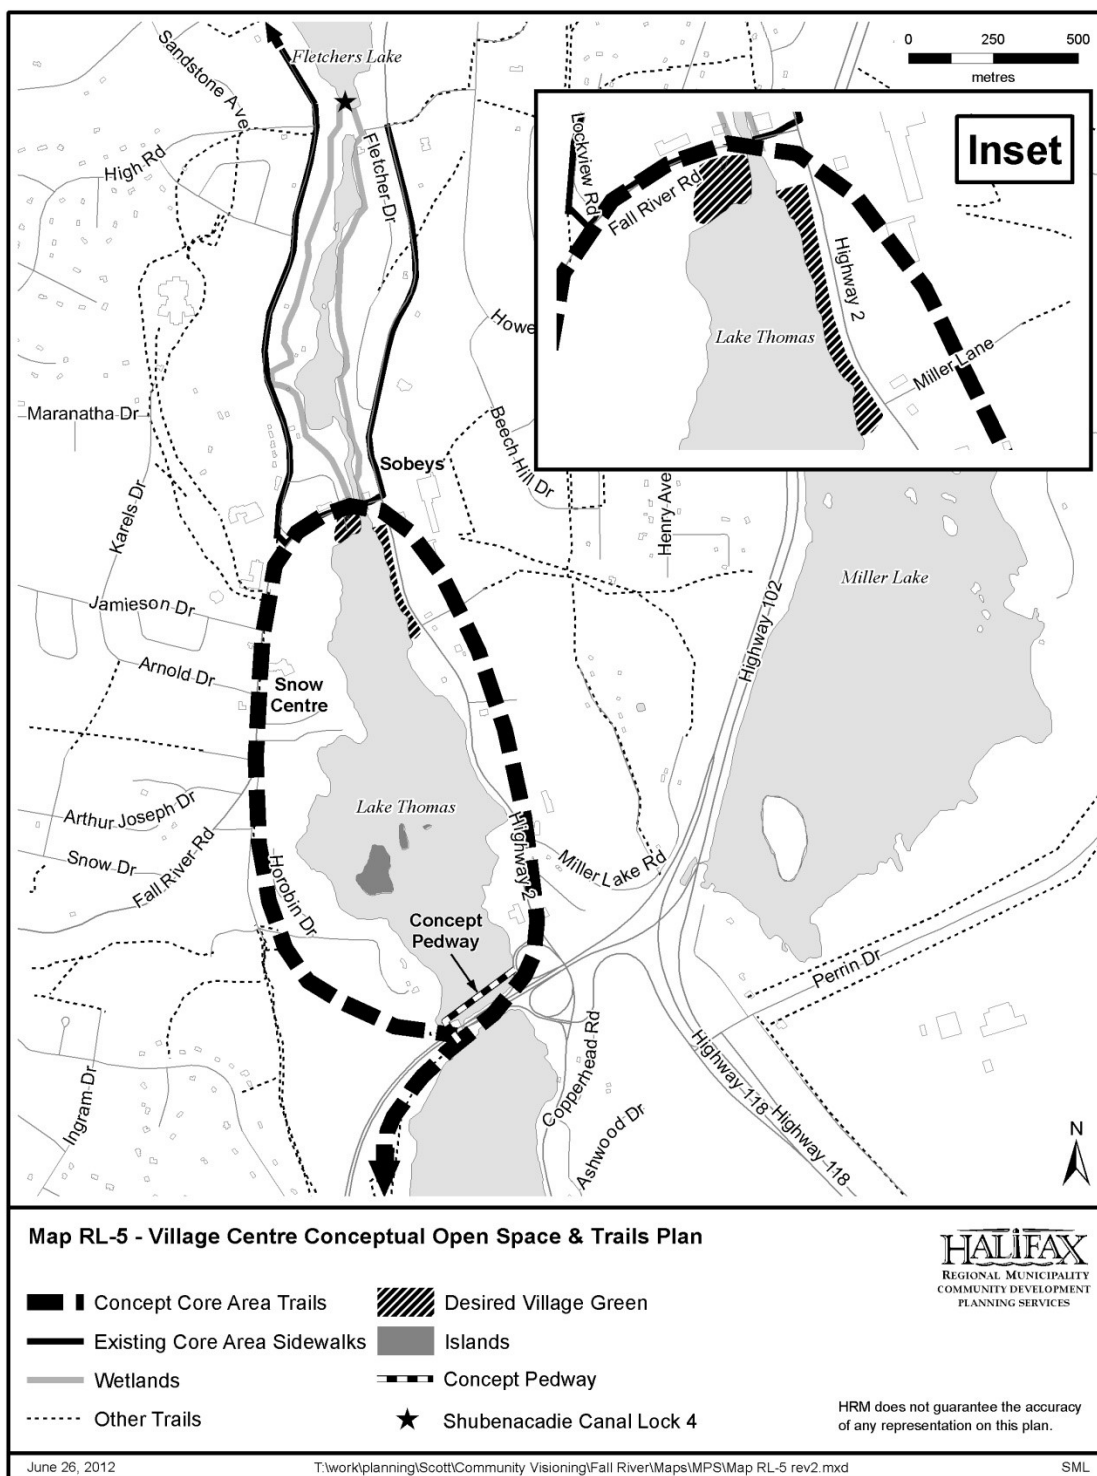 Fletchers Lake
Sandstone Ave
High Rd
Fletcher Dr
0 250 500
metres
Inset
Lockview Rd
Fall River Rd
Highway 2
Lake Thomas
Miller Lane
Howe
Maranatha Dr
Sobeys
Beech Hill Dr
Karels Dr
Henry Ave
Miller Lake
Jamieson Dr
Highway 102
Arnold Dr
Snow
Centre
Lake Thomas
Arthur Joseph Dr
Snow Dr
Fall River Rd
Horobin Dr
Highway 2
Miller Lake Rd
Concept
Pedway
Perrin Dr
Copperhead Rd
Highway 118
Highway 118
Ingram Dr
Ashwood Dr
N
Map RL-5 - Village Centre Conceptual Open Space & Trails Plan
HALIFAX
REGIONAL MUNICIPALITY
COMMUNITY DEVELOPMENT
PLANNING SERVICES
Concept Core Area Trails
Desired Village Green
Existing Core Area Sidewalks
Islands
Wetlands
Concept Pedway
Other Trails
Shubenacadie Canal Lock 4
HRM does not guarantee the accuracy
of any representation on this plan.
June 26, 2012
T:\work\planning\Scott\Community Visioning\Fall River\Maps\MPS\Map RL-5 rev2.mxd
SML